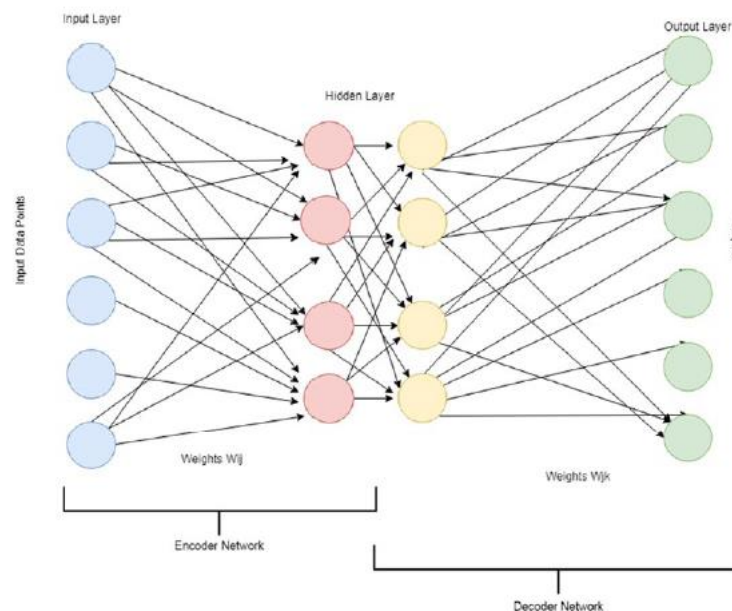 Input Layer
Output Layer
Hidden Layer
Input Data Points
Weights Wij
Weights Wjk
Encoder Network
Decoder Network